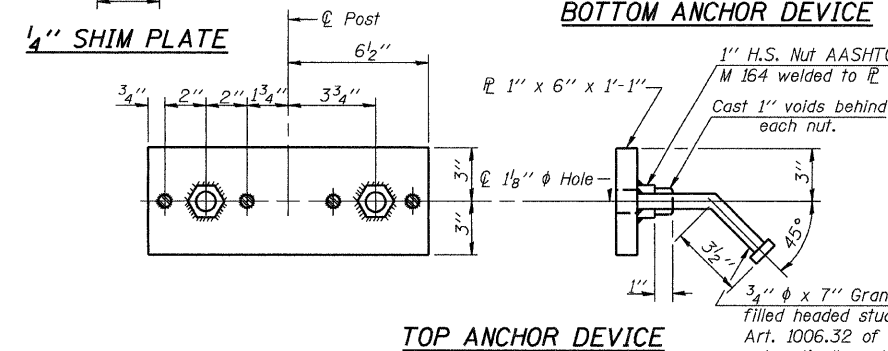 BOTTOM ANCHOR DEVICE
1/4" SHIM PLATE
℄ Post
6 1/2"
3/4"
2"
2"
1 3/4"
3 3/4"
3"
3"
1" H.S. Nut AASHTO
M 164 welded to ⅊
⅊ 1" x 6" x 1'-1"
Cast 1" voids behind
each nut.
℄ 1 1/8" ϕ Hole
3"
45°
3 1/2"
1"
3/4" ϕ x 7" Gran
filled headed stud
Art. 1006.32 of
TOP ANCHOR DEVICE